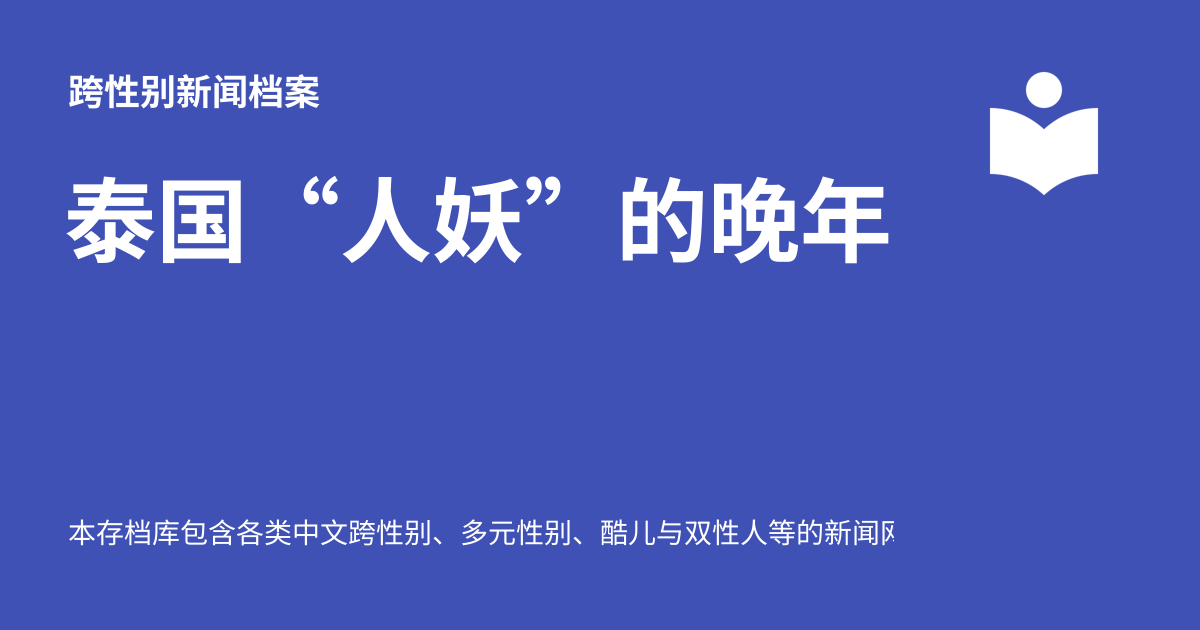 跨性别新闻档案
泰国“人妖”的晚年
本存档库包含各类中文跨性别、多元性别、酷儿与双性人等的新闻